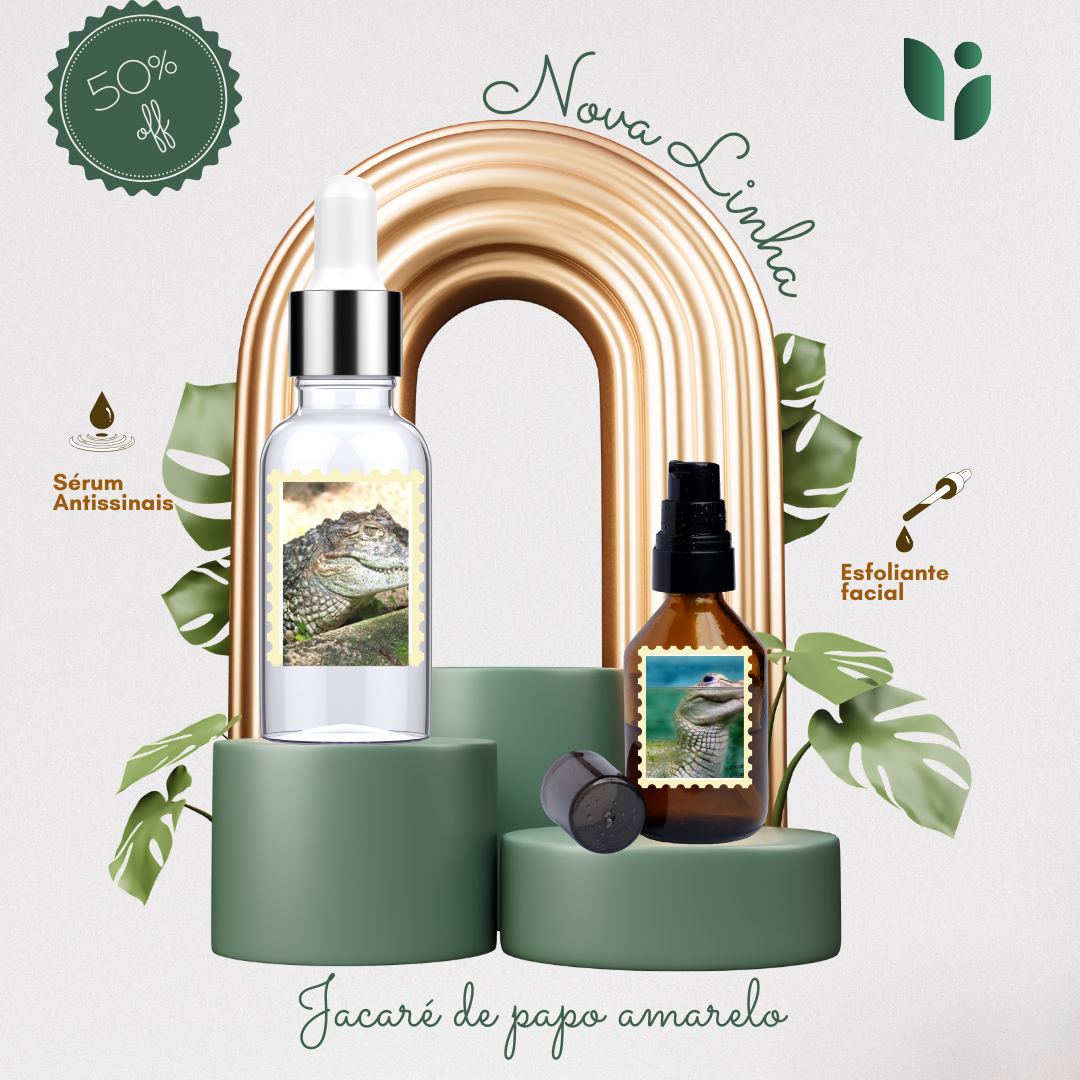 50%
off
Nova Linha
Sérum
Antissinais
Esfoliante
facial
Jacaré de papo amarelo